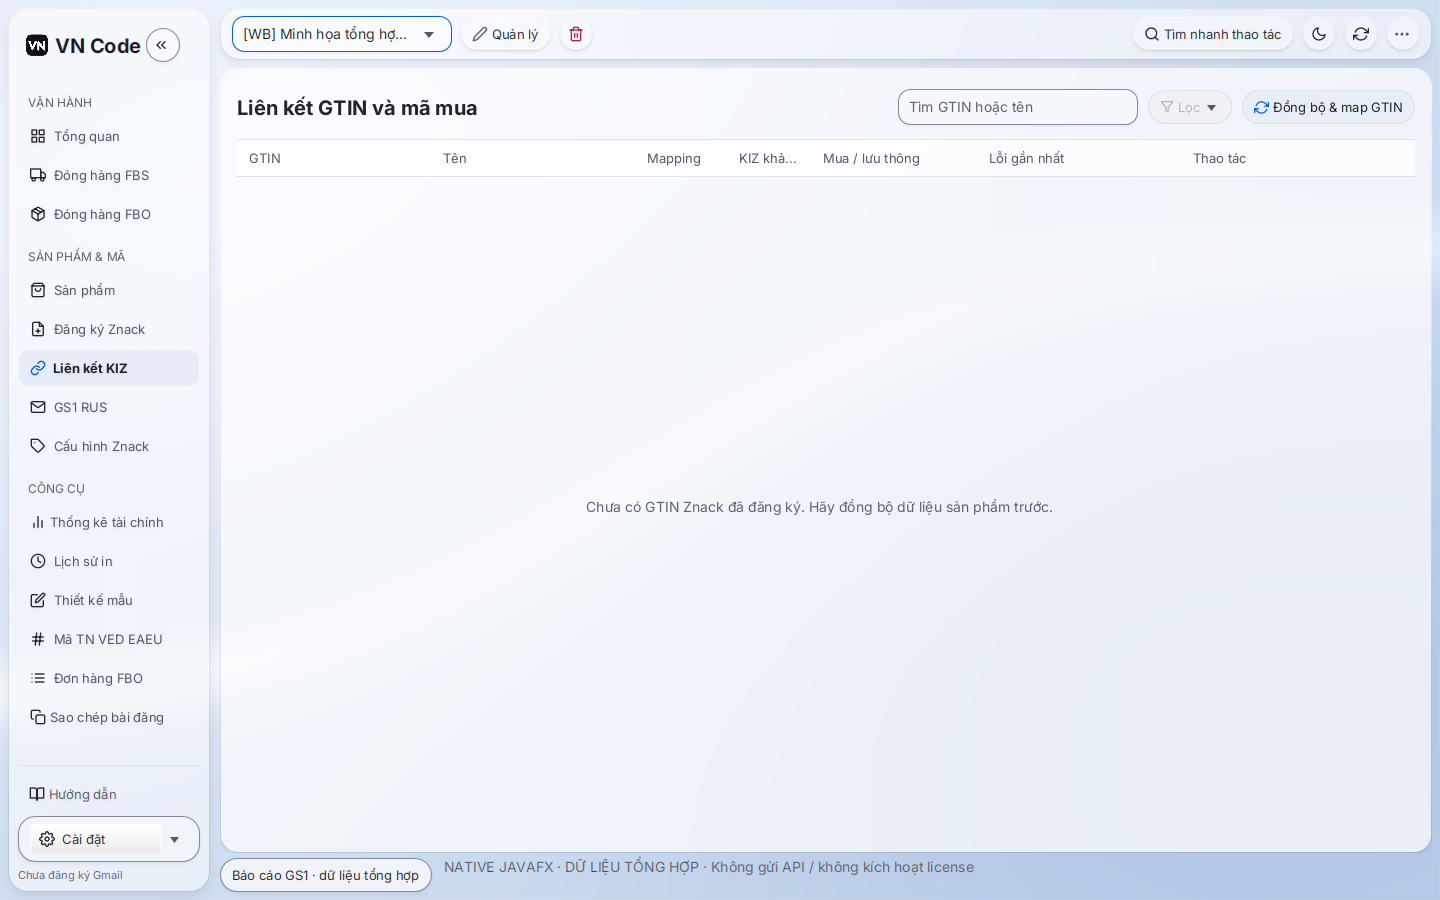 VN VN Code
VẬN HÀNH
Tổng quan
Đóng hàng FBS
Đóng hàng FBO
SẢN PHẨM & MÃ
Sản phẩm
Đăng ký Znack
Liên kết KIZ
GS1 RUS
Cấu hình Znack
CÔNG CỤ
Thống kê tài chính
Lịch sử in
Thiết kế mẫu
Mã TN VED EAEU
Đơn hàng FBO
Sao chép bài đăng
Hướng dẫn
Cài đặt
Chưa đăng ký Gmail
[WB] Minh họa tổng hợ... Quản lý Tìm nhanh thao tác
Liên kết GTIN và mã mua Tìm GTIN hoặc tên Lọc Đồng bộ & map GTIN
GTIN Tên Mapping KIZ khả... Mua / lưu thông Lỗi gần nhất Thao tác
Chưa có GTIN Znack đã đăng ký. Hãy đồng bộ dữ liệu sản phẩm trước.
Báo cáo GS1 · dữ liệu tổng hợp NATIVE JAVAFX · DỮ LIỆU TỔNG HỢP · Không gửi API / không kích hoạt license